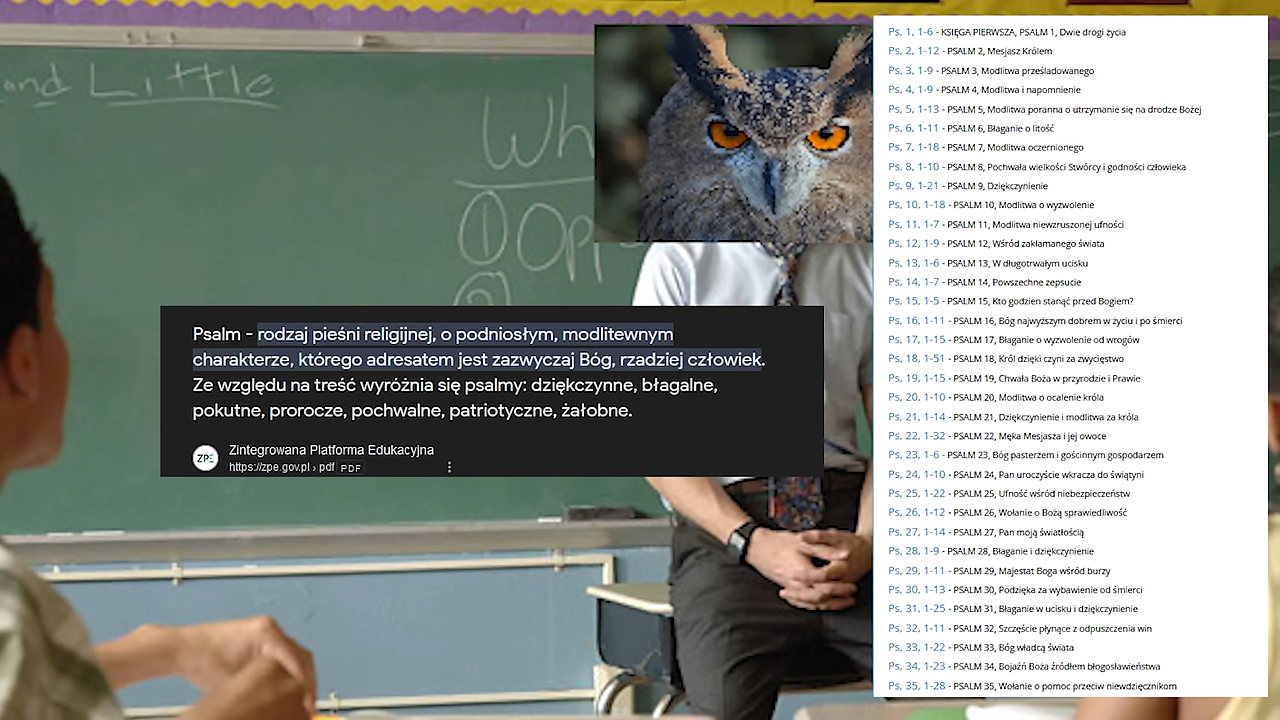 and Little
Wh
① Opp
②
Psalm - rodzaj pieśni religijnej, o podniosłym, modlitewnym
charakterze, którego adresatem jest zazwyczaj Bóg, rzadziej człowiek.
Ze względu na treść wyróżnia się psalmy: dziękczynne, błagalne,
pokutne, prorocze, pochwalne, patriotyczne, żałobne.
ZPE
Zintegrowana Platforma Edukacyjna
https://zpe.gov.pl › pdf PDF
Ps, 1, 1-6 - KSIĘGA PIERWSZA, PSALM 1, Dwie drogi życia
Ps, 2, 1-12 - PSALM 2, Mesjasz Królem
Ps, 3, 1-9 - PSALM 3, Modlitwa prześladowanego
Ps, 4, 1-9 - PSALM 4, Modlitwa i napomnienie
Ps, 5, 1-13 - PSALM 5, Modlitwa poranna o utrzymanie się na drodze Bożej
Ps, 6, 1-11 - PSALM 6, Błaganie o litość
Ps, 7, 1-18 - PSALM 7, Modlitwa oczernionego
Ps, 8, 1-10 - PSALM 8, Pochwała wielkości Stwórcy i godności człowieka
Ps, 9, 1-21 - PSALM 9, Dziękczynienie
Ps, 10, 1-18 - PSALM 10, Modlitwa o wyzwolenie
Ps, 11, 1-7 - PSALM 11, Modlitwa niewzruszonej ufności
Ps, 12, 1-9 - PSALM 12, Wśród zakłamanego świata
Ps, 13, 1-6 - PSALM 13, W długotrwałym ucisku
Ps, 14, 1-7 - PSALM 14, Powszechne zepsucie
Ps, 15, 1-5 - PSALM 15, Kto godzien stanąć przed Bogiem?
Ps, 16, 1-11 - PSALM 16, Bóg najwyższym dobrem w życiu i po śmierci
Ps, 17, 1-15 - PSALM 17, Błaganie o wyzwolenie od wrogów
Ps, 18, 1-51 - PSALM 18, Król dzięki czyni za zwycięstwo
Ps, 19, 1-15 - PSALM 19, Chwała Boża w przyrodzie i Prawie
Ps, 20, 1-10 - PSALM 20, Modlitwa o ocalenie króla
Ps, 21, 1-14 - PSALM 21, Dziękczynienie i modlitwa za króla
Ps, 22, 1-32 - PSALM 22, Męka Mesjasza i jej owoce
Ps, 23, 1-6 - PSALM 23, Bóg pasterzem i gościnnym gospodarzem
Ps, 24, 1-10 - PSALM 24, Pan uroczyście wkracza do świątyni
Ps, 25, 1-22 - PSALM 25, Ufność wśród niebezpieczeństw
Ps, 26, 1-12 - PSALM 26, Wołanie o Bożą sprawiedliwość
Ps, 27, 1-14 - PSALM 27, Pan moją światłością
Ps, 28, 1-9 - PSALM 28, Błaganie i dziękczynienie
Ps, 29, 1-11 - PSALM 29, Majestat Boga wśród burzy
Ps, 30, 1-13 - PSALM 30, Podzięka za wybawienie od śmierci
Ps, 31, 1-25 - PSALM 31, Błaganie w ucisku i dziękczynienie
Ps, 32, 1-11 - PSALM 32, Szczęście płynące z odpuszczenia win
Ps, 33, 1-22 - PSALM 33, Bóg władcą świata
Ps, 34, 1-23 - PSALM 34, Bojaźń Boża źródłem błogosławieństwa
Ps, 35, 1-28 - PSALM 35, Wołanie o pomoc przeciw niewdzięcznikom